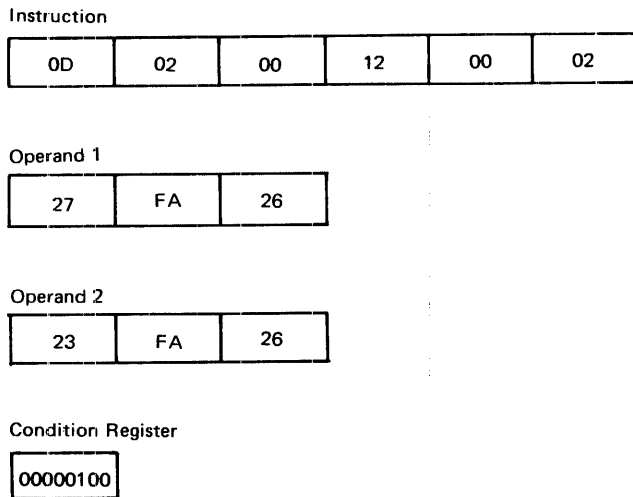 Instruction
0D 02 00 12 00 02
Operand 1
27 FA 26
Operand 2
23 FA 26
Condition Register
00000100